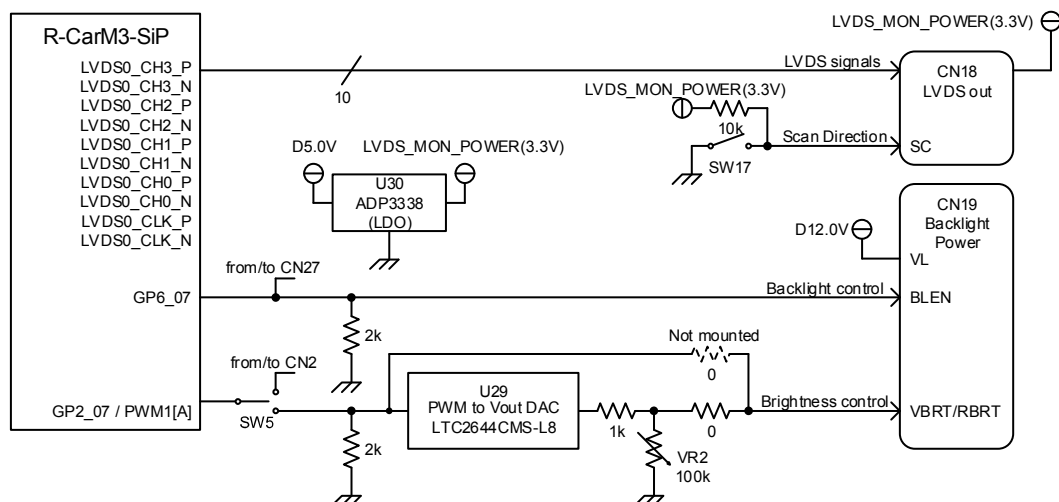 R-CarM3-SiP
LVDS0_CH3_P
LVDS0_CH3_N
LVDS0_CH2_P
LVDS0_CH2_N
LVDS0_CH1_P
LVDS0_CH1_N
LVDS0_CH0_P
LVDS0_CH0_N
LVDS0_CLK_P
LVDS0_CLK_N
GP6_07
GP2_07 / PWM1[A]
10
LVDS signals
LVDS_MON_POWER(3.3V)
CN18
LVDS out
SC
LVDS_MON_POWER(3.3V)
10k
SW17
Scan Direction
D5.0V
LVDS_MON_POWER(3.3V)
U30
ADP3338
(LDO)
CN19
Backlight
Power
VL
BLEN
VBRT/RBRT
D12.0V
from/to CN27
Backlight control
2k
from/to CN2
SW5
2k
U29
PWM to Vout DAC
LTC2644CMS-L8
1k
VR2
100k
0
Not mounted
0
Brightness control